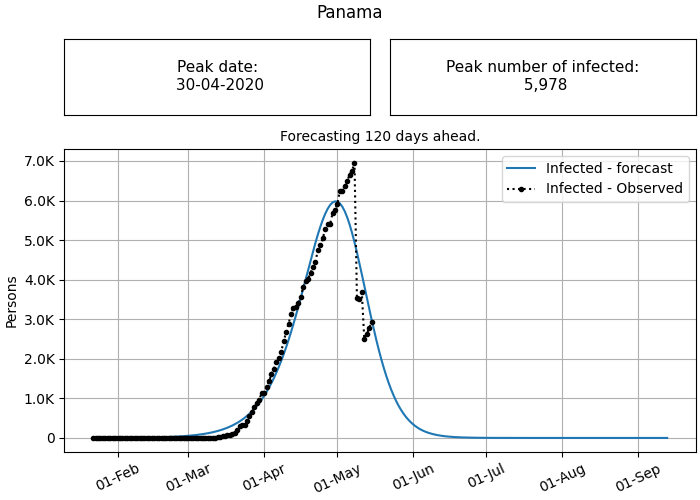 Panama
Peak date:
30-04-2020
Peak number of infected:
5,978
Forecasting 120 days ahead.
7.0K
6.0K
5.0K
4.0K
3.0K
2.0K
1.0K
0
Persons
Infected - forecast
Infected - Observed
01-Feb
01-Mar
01-Apr
01-May
01-Jun
01-Jul
01-Aug
01-Sep